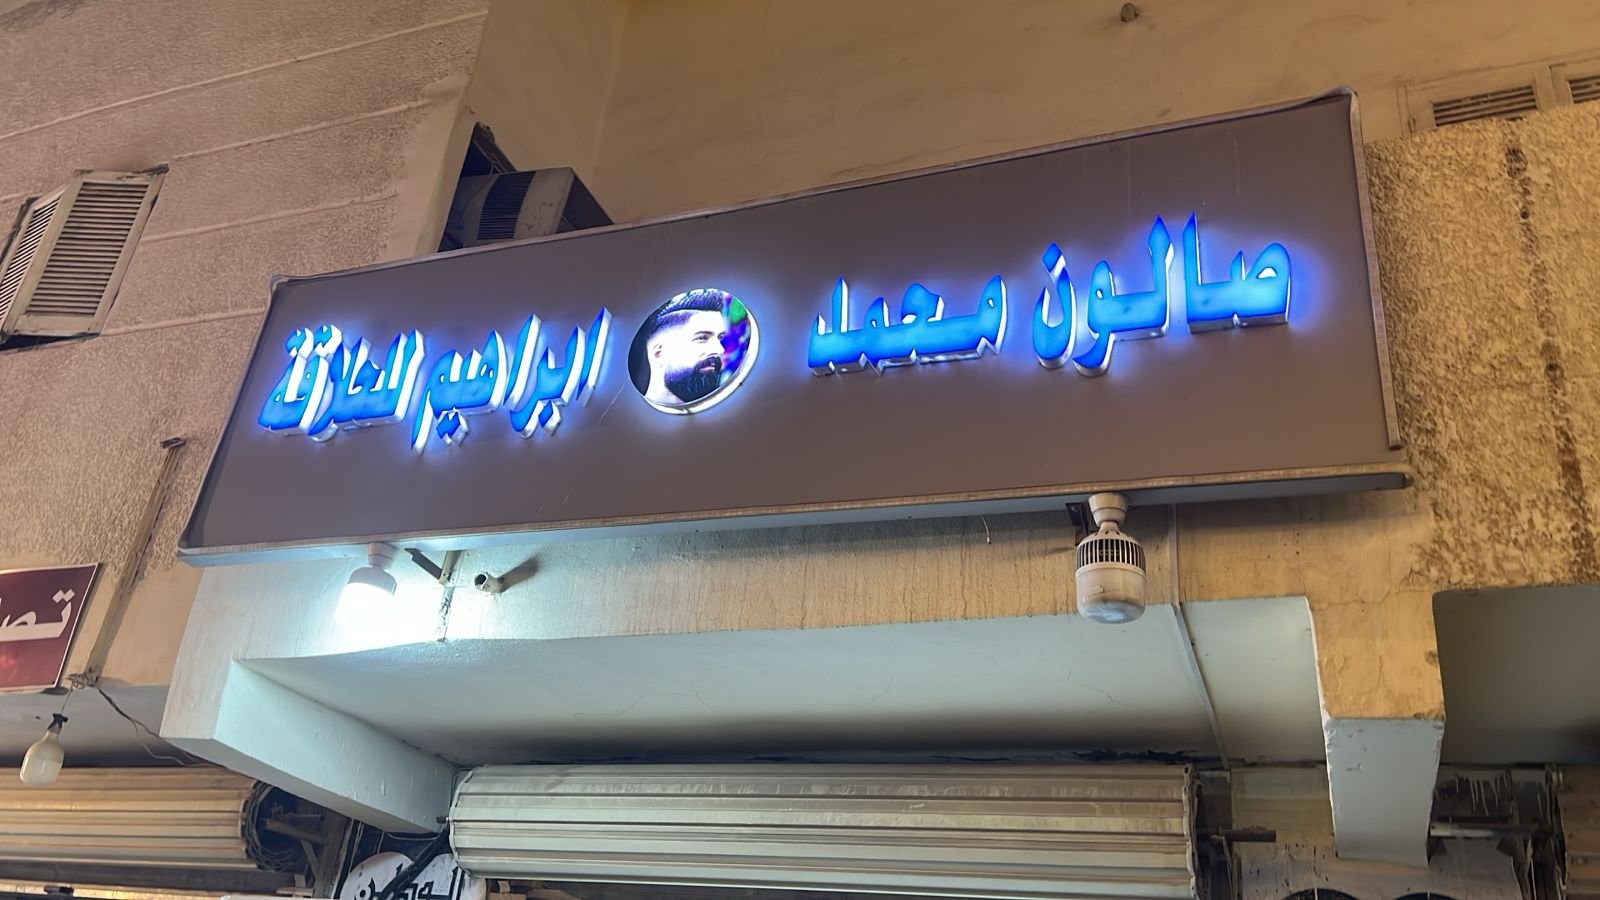 صالون محمد ابراهيم للحلاقة